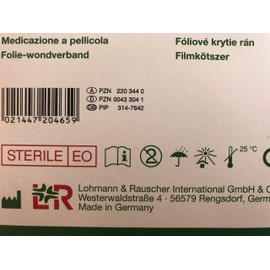 Medicazione a pellicola
Folie-wondverband
Fóliové krytie rán
Filmkötszer
A PZN 220 344 0
D PZN 0043 304 1
GB PIP 314-7642
021447 204659
STERILE EO
25 °C
L&R
Lohmann & Rauscher International GmbH & C
Westerwaldstraße 4 - 56579 Rengsdorf, Germ
Made in Germany